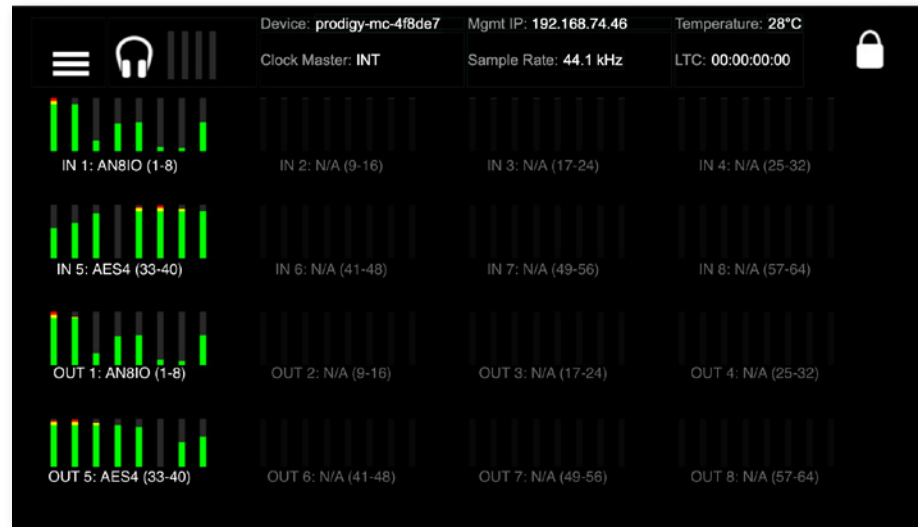 Device: prodigy-mc-4f8de7 Mgmt IP: 192.168.74.46 Temperature: 28°C
Clock Master: INT Sample Rate: 44.1 kHz LTC: 00:00:00:00
IN 1: AN8IO (1-8) IN 2: N/A (9-16) IN 3: N/A (17-24) IN 4: N/A (25-32)
IN 5: AES4 (33-40) IN 6: N/A (41-48) IN 7: N/A (49-56) IN 8: N/A (57-64)
OUT 1: AN8IO (1-8) OUT 2: N/A (9-16) OUT 3: N/A (17-24) OUT 4: N/A (25-32)
OUT 5: AES4 (33-40) OUT 6: N/A (41-48) OUT 7: N/A (49-56) OUT 8: N/A (57-64)